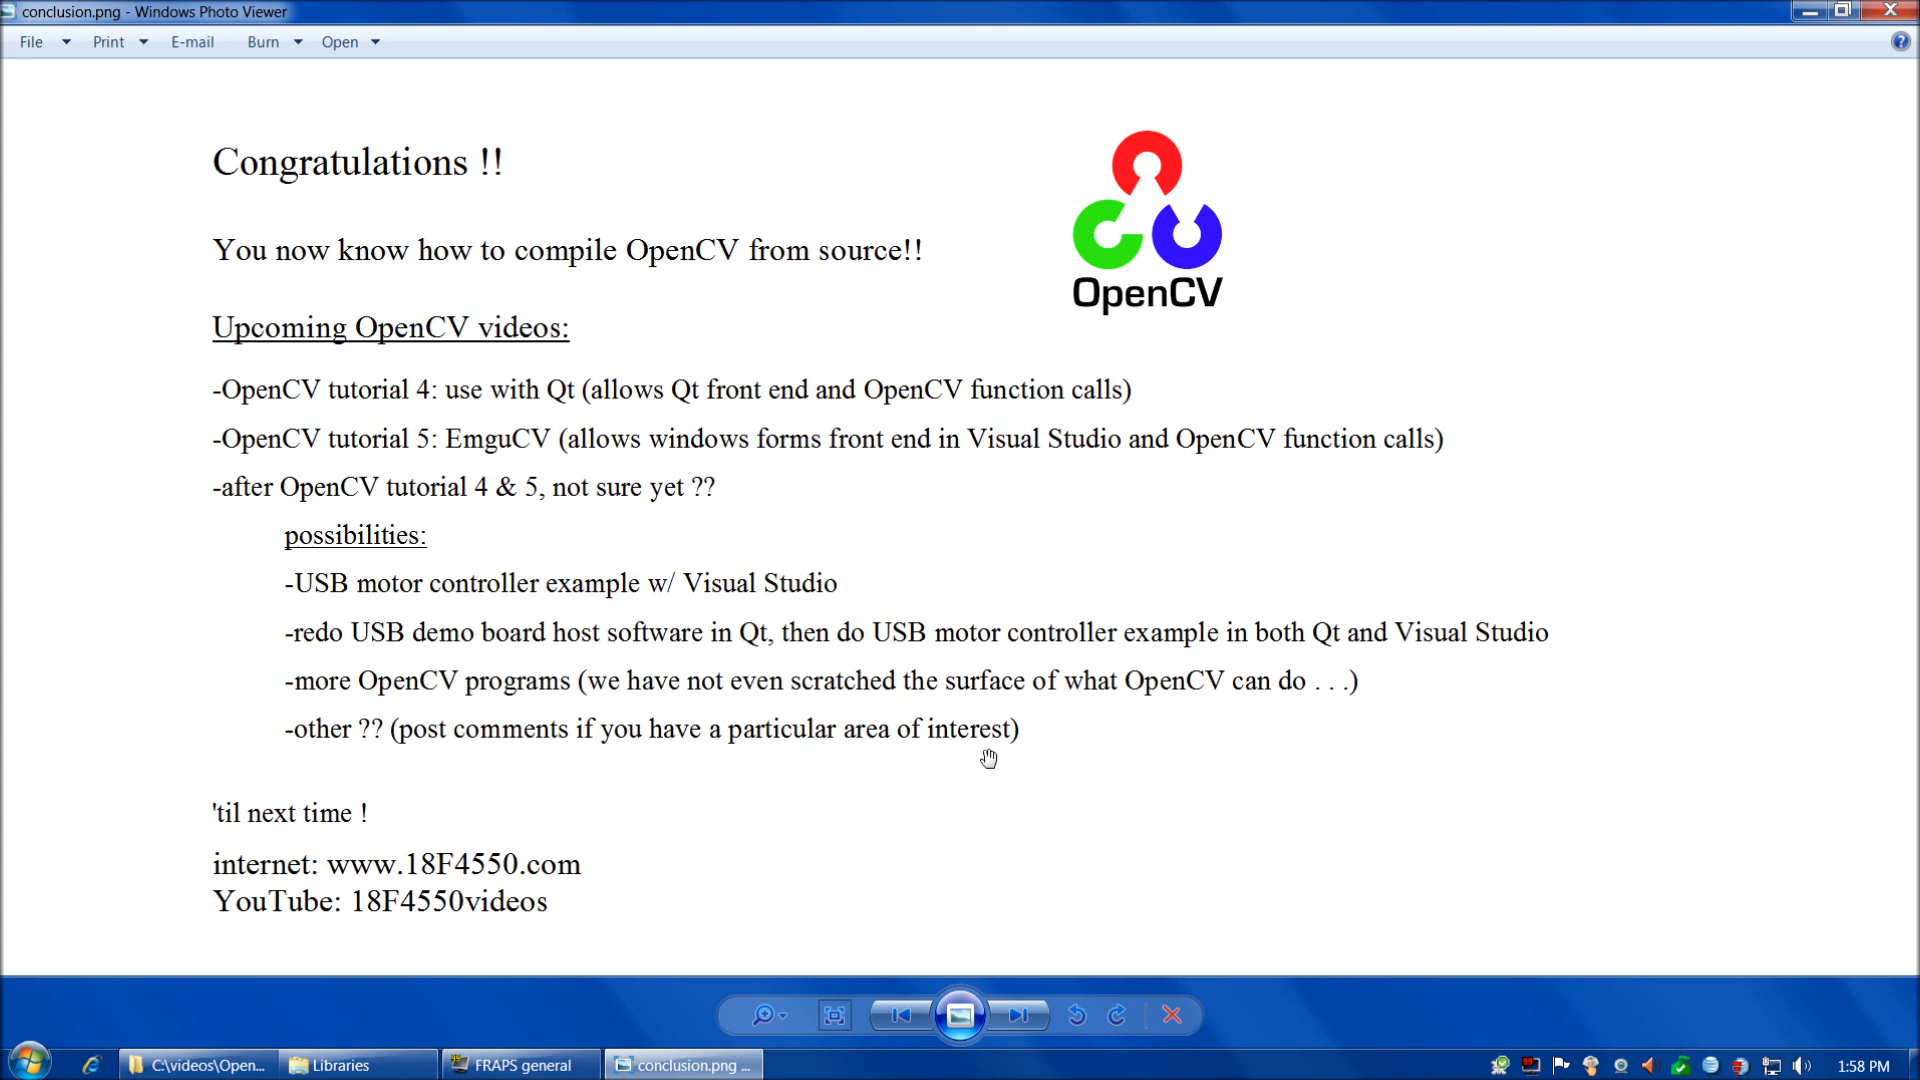 conclusion.png - Windows Photo Viewer
File Print E-mail Burn Open
Congratulations !!
You now know how to compile OpenCV from source!!
OpenCV
Upcoming OpenCV videos:
-OpenCV tutorial 4: use with Qt (allows Qt front end and OpenCV function calls)
-OpenCV tutorial 5: EmguCV (allows windows forms front end in Visual Studio and OpenCV function calls)
-after OpenCV tutorial 4 & 5, not sure yet ??
possibilities:
-USB motor controller example w/ Visual Studio
-redo USB demo board host software in Qt, then do USB motor controller example in both Qt and Visual Studio
-more OpenCV programs (we have not even scratched the surface of what OpenCV can do . . .)
-other ?? (post comments if you have a particular area of interest)
'til next time !
internet: www.18F4550.com
YouTube: 18F4550videos
C:\videos\Open... Libraries FRAPS general conclusion.png ... 1:58 PM